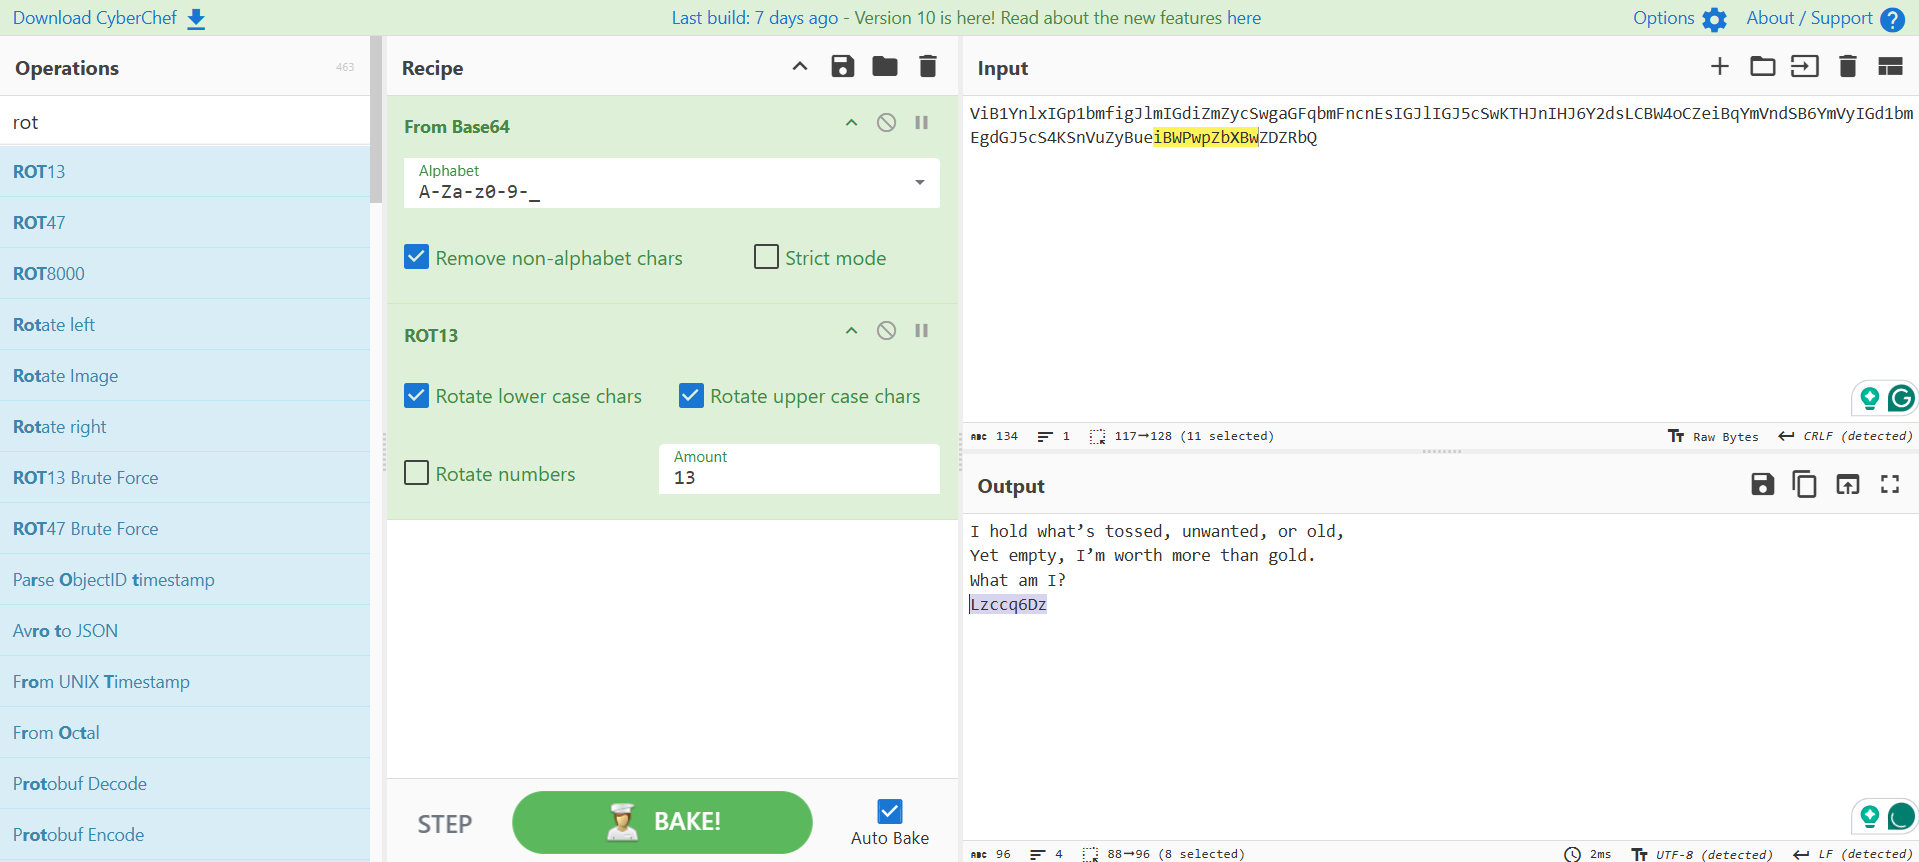 Download CyberChef
Last build: 7 days ago - Version 10 is here! Read about the new features here
Options
About / Support
Operations
463
rot
ROT13
ROT47
ROT8000
Rotate left
Rotate Image
Rotate right
ROT13 Brute Force
ROT47 Brute Force
Parse ObjectID timestamp
Avro to JSON
From UNIX Timestamp
From Octal
Protobuf Decode
Protobuf Encode
Recipe
From Base64
Alphabet
A-Za-z0-9-_
Remove non-alphabet chars
Strict mode
ROT13
Rotate lower case chars
Rotate upper case chars
Rotate numbers
Amount
13
STEP
BAKE!
Auto Bake
Input
ViB1YnlxIGp1bmfigJlmIGdiZmZycSwgaGFqbmFncnEsIGJlIGJ5cSwKTHJnIHJ6Y2dsLCBW4oCZeiBqYmVndSB6YmVyIGd1bm
EgdGJ5cS4KSnVuZyBueiBWPwpZbXBwZDZRbQ
ABC 134
1
117→128 (11 selected)
Raw Bytes
CRLF (detected)
Output
I hold what’s tossed, unwanted, or old,
Yet empty, I’m worth more than gold.
What am I?
Lzccq6Dz
ABC 96
4
88→96 (8 selected)
2ms
UTF-8 (detected)
LF (detected)